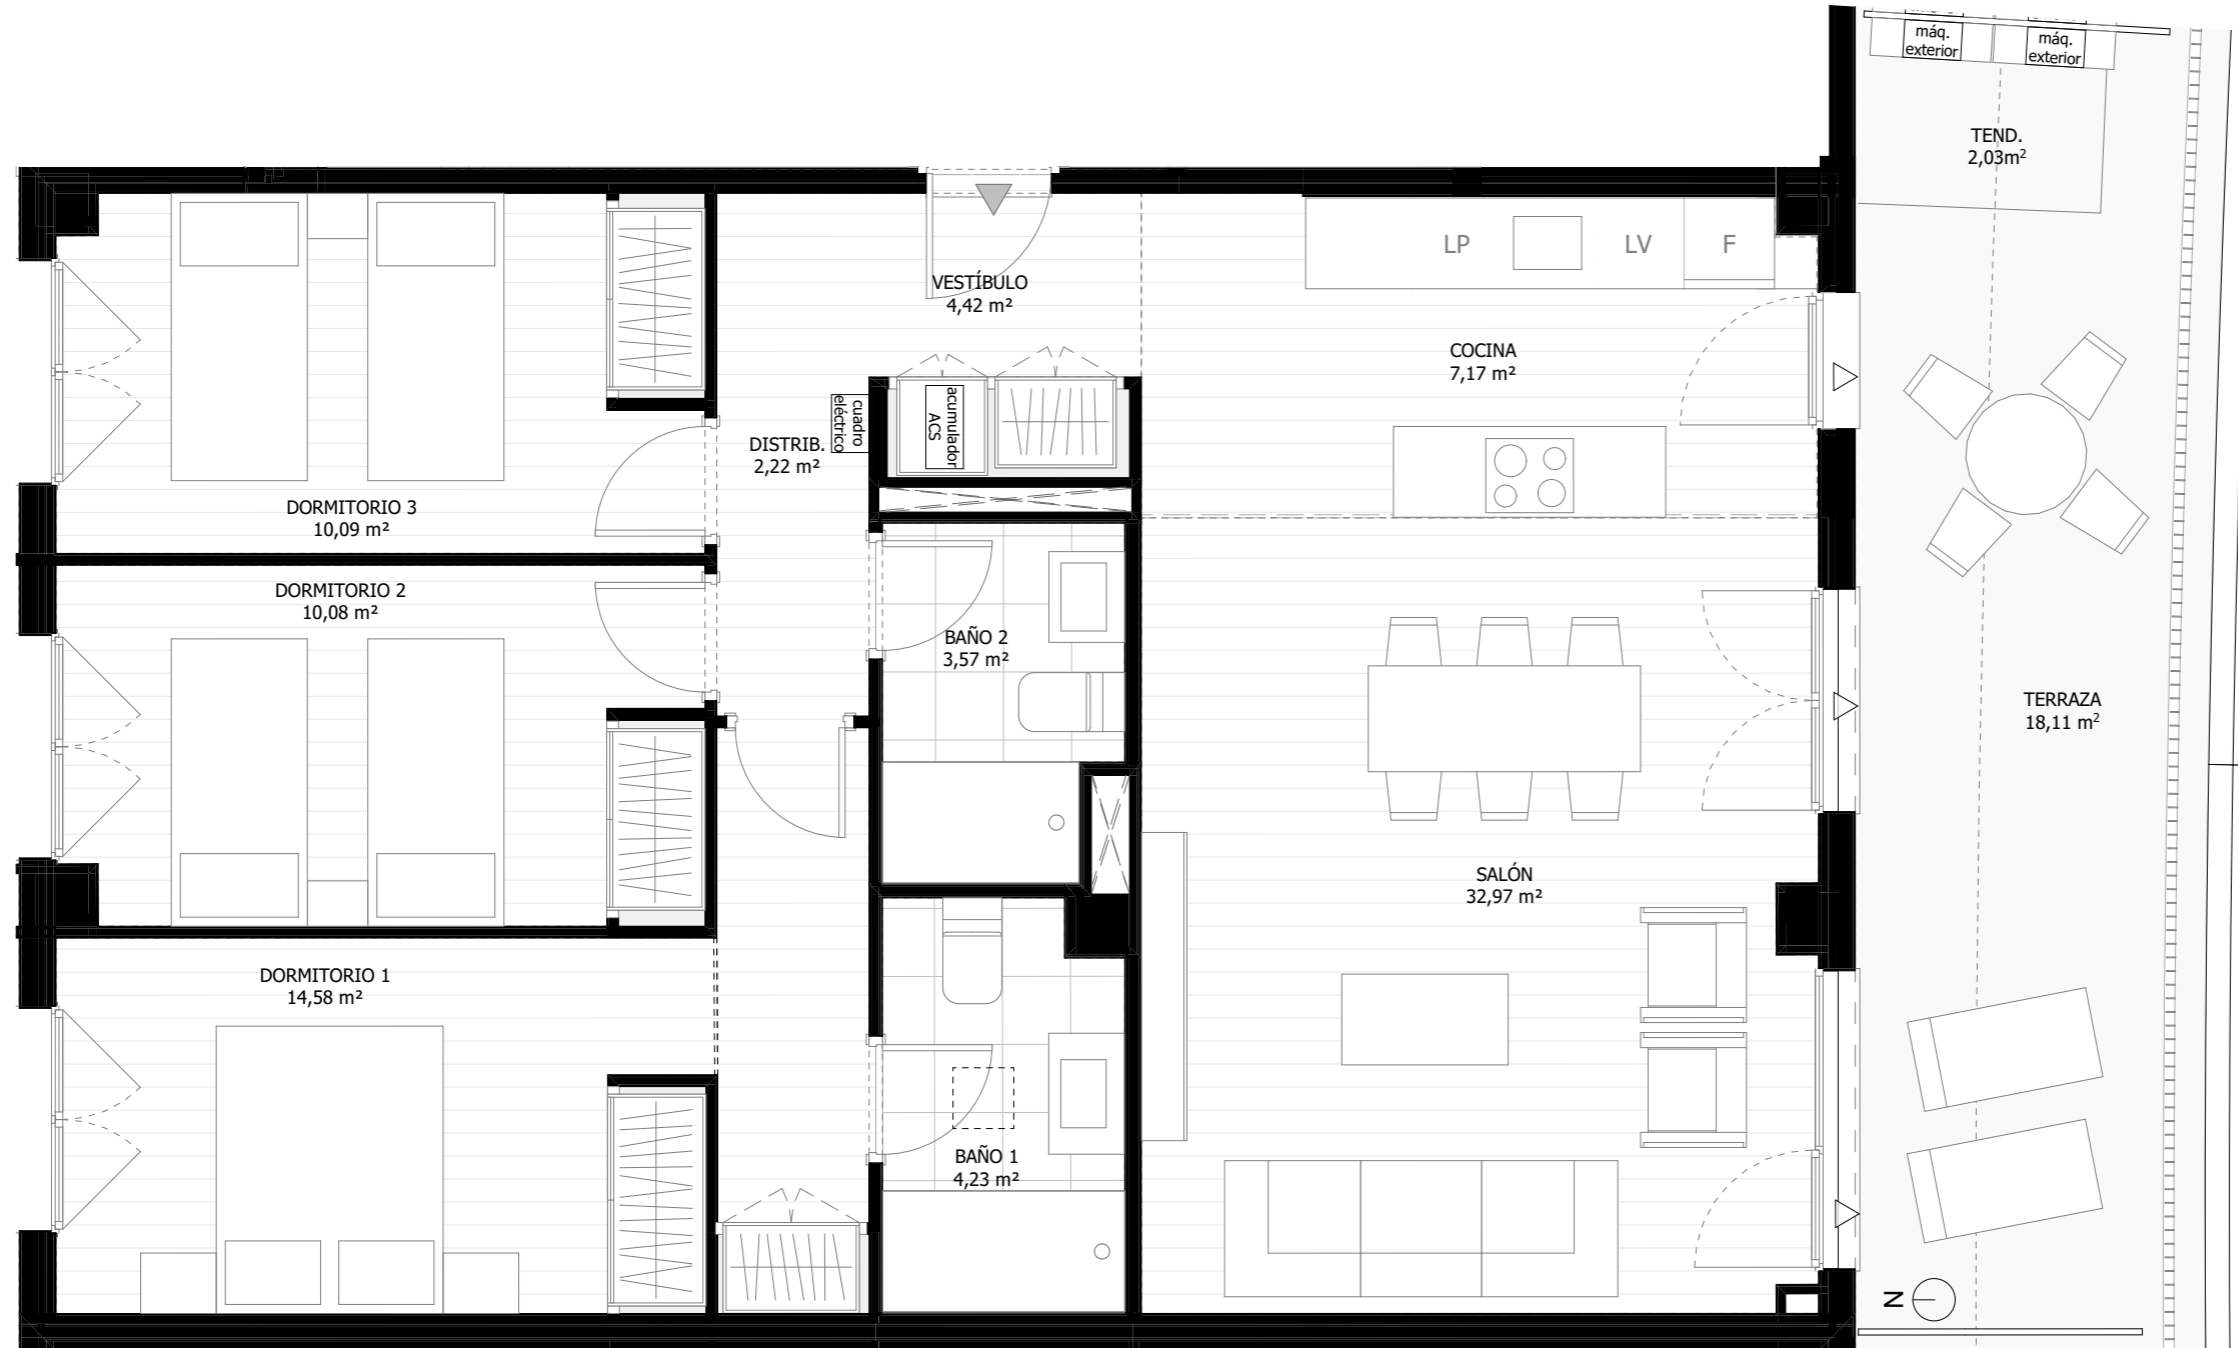 máq.
exterior
máq.
exterior
TEND.
2,03m²
LP
LV
F
VESTÍBULO
4,42 m²
COCINA
7,17 m²
cuadro
eléctrico
acumulador
ACS
DISTRIB.
2,22 m²
DORMITORIO 3
10,09 m²
DORMITORIO 2
10,08 m²
BAÑO 2
3,57 m²
TERRAZA
18,11 m²
SALÓN
32,97 m²
DORMITORIO 1
14,58 m²
BAÑO 1
4,23 m²
N